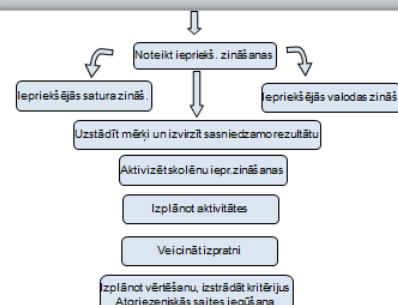 Noteikt iepriekš. zināšanas
Iepriekšējās satura zināš.
Iepriekšējās valodas zināš
Uzstādīt mērķi un izvirzīt sasniedzamo rezultātu
Aktivizēt skolēnu iepr.zināšanas
Izplānot aktivitātes
Veicināt izpratni
Izplānot vērtēšanu, izstrādāt kritērijus
Atgriezeniskās saites iegūšana